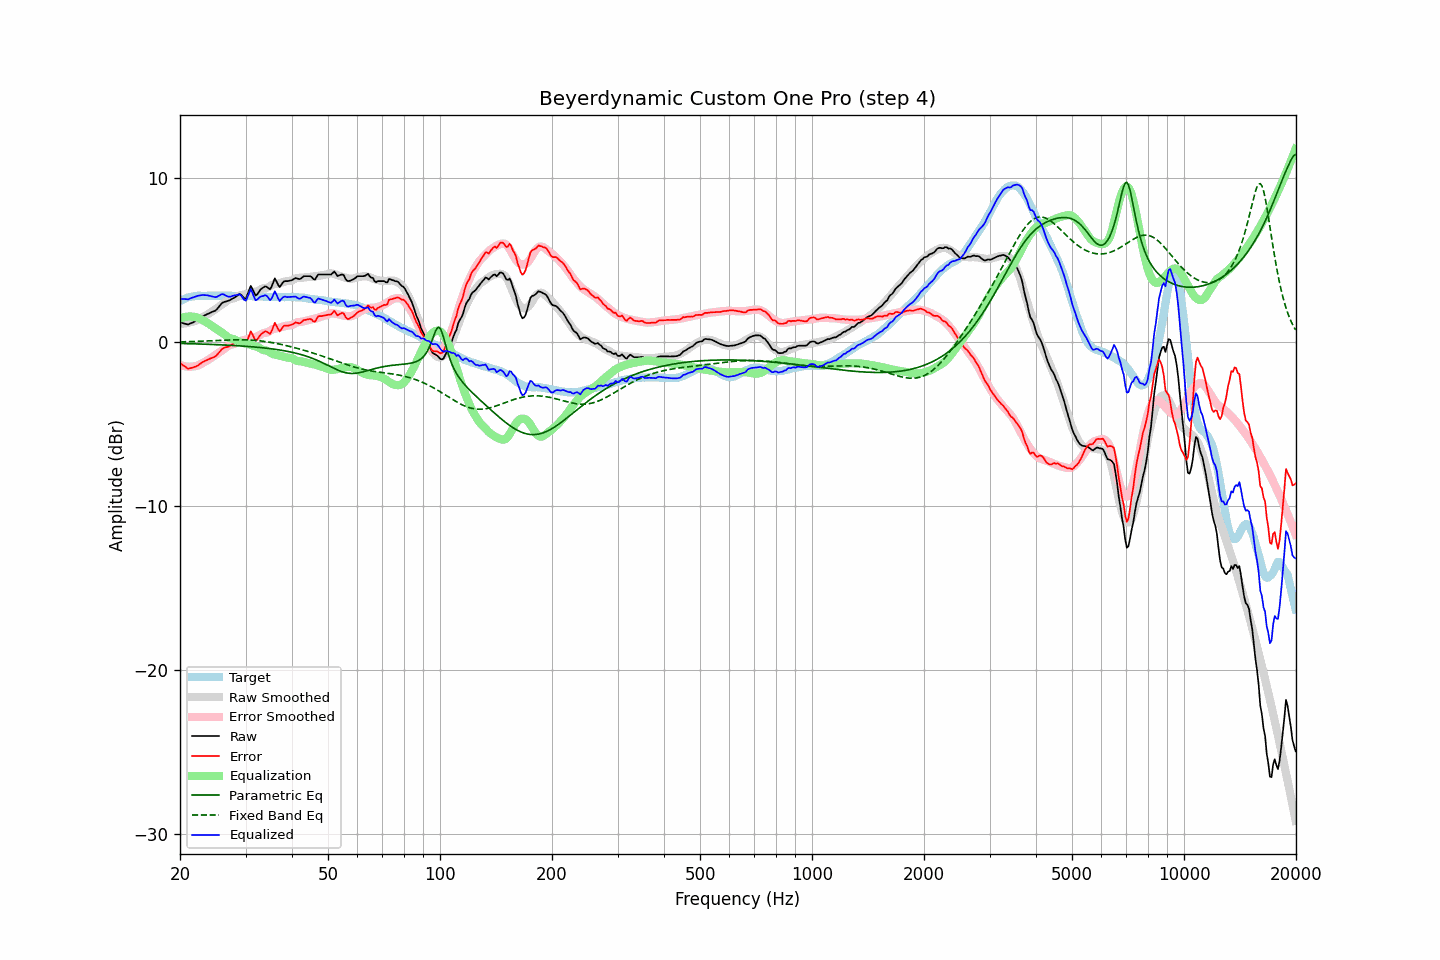 Beyerdynamic Custom One Pro (step 4)
10
0
−10
−20
−30
Amplitude (dBr)
Target
Raw Smoothed
Error Smoothed
Raw
Error
Equalization
Parametric Eq
Fixed Band Eq
Equalized
20 50 100 200 500 1000 2000 5000 10000 20000
Frequency (Hz)